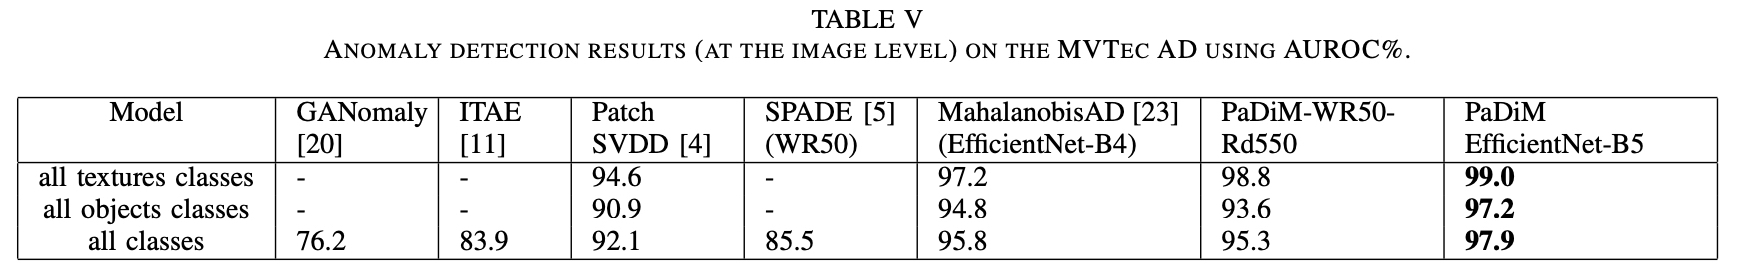 TABLE V
ANOMALY DETECTION RESULTS (AT THE IMAGE LEVEL) ON THE MVTEC AD USING AUROC%.
Model GANomaly ITAE Patch SPADE [5] MahalanobisAD [23] PaDiM-WR50- PaDiM
[20] [11] SVDD [4] (WR50) (EfficientNet-B4) Rd550 EfficientNet-B5
all textures classes - - 94.6 - 97.2 98.8 99.0
all objects classes - - 90.9 - 94.8 93.6 97.2
all classes 76.2 83.9 92.1 85.5 95.8 95.3 97.9